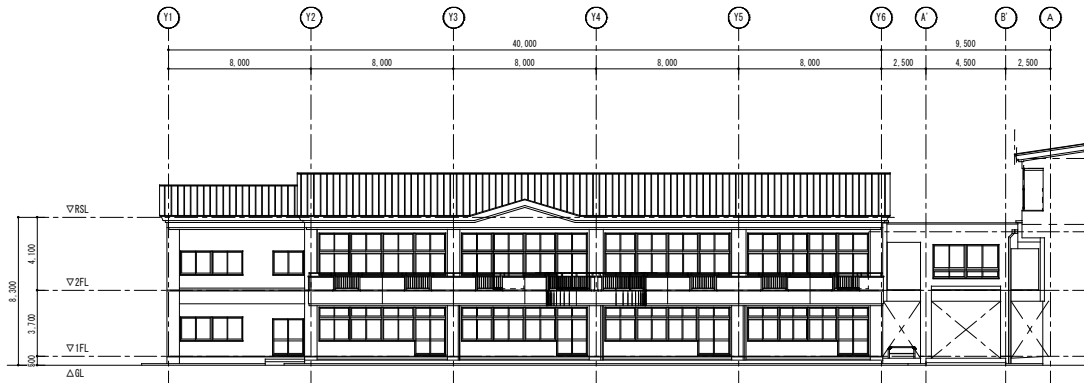 Y1 Y2 Y3 Y4 Y5 Y6 A' B' A
40,000 9,500
8,000 8,000 8,000 8,000 8,000 2,500 4,500 2,500
▽RSL
4,100
▽2FL
8,300
3,700
▽1FL
500
△GL